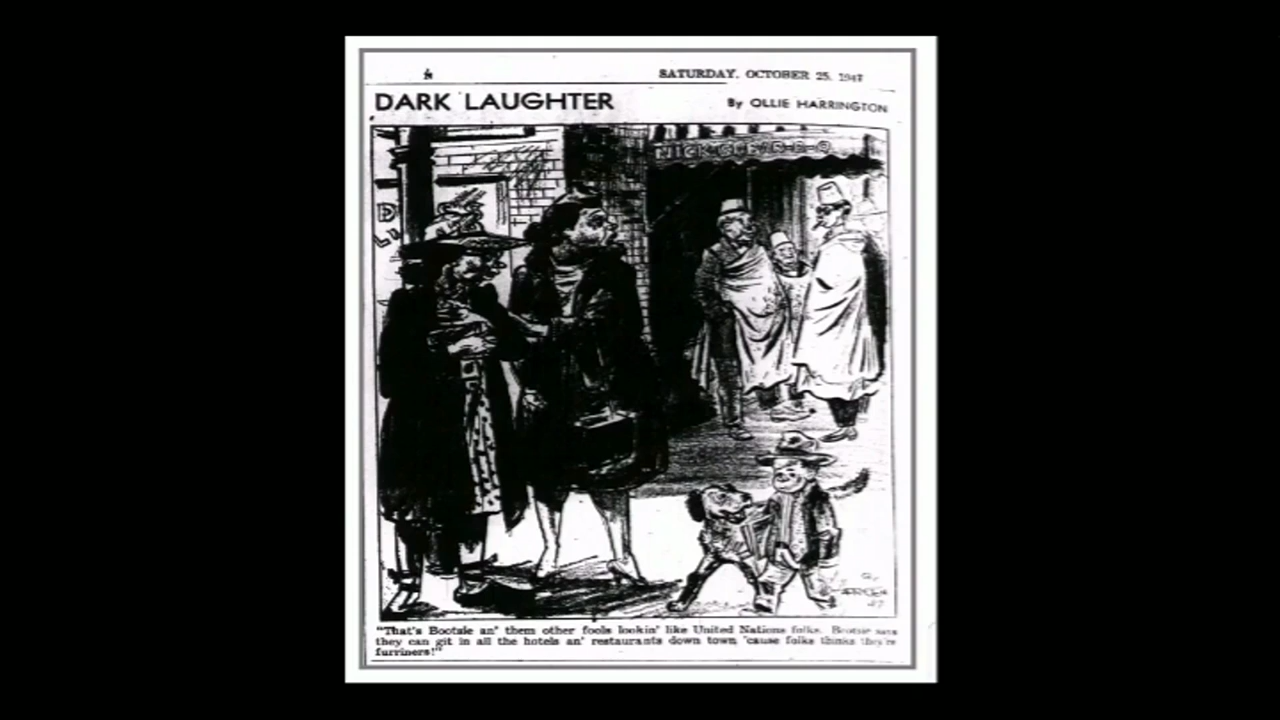 SATURDAY, OCTOBER 25, 1947
DARK LAUGHTER
By OLLIE HARRINGTON
NICK'S BAR-B-Q
"That's Bootsie an' them other fools lookin' like United Nations folks. Bootsie says
they can git in all the hotels an' restaurants down town 'cause folks thinks they're
furriners!"